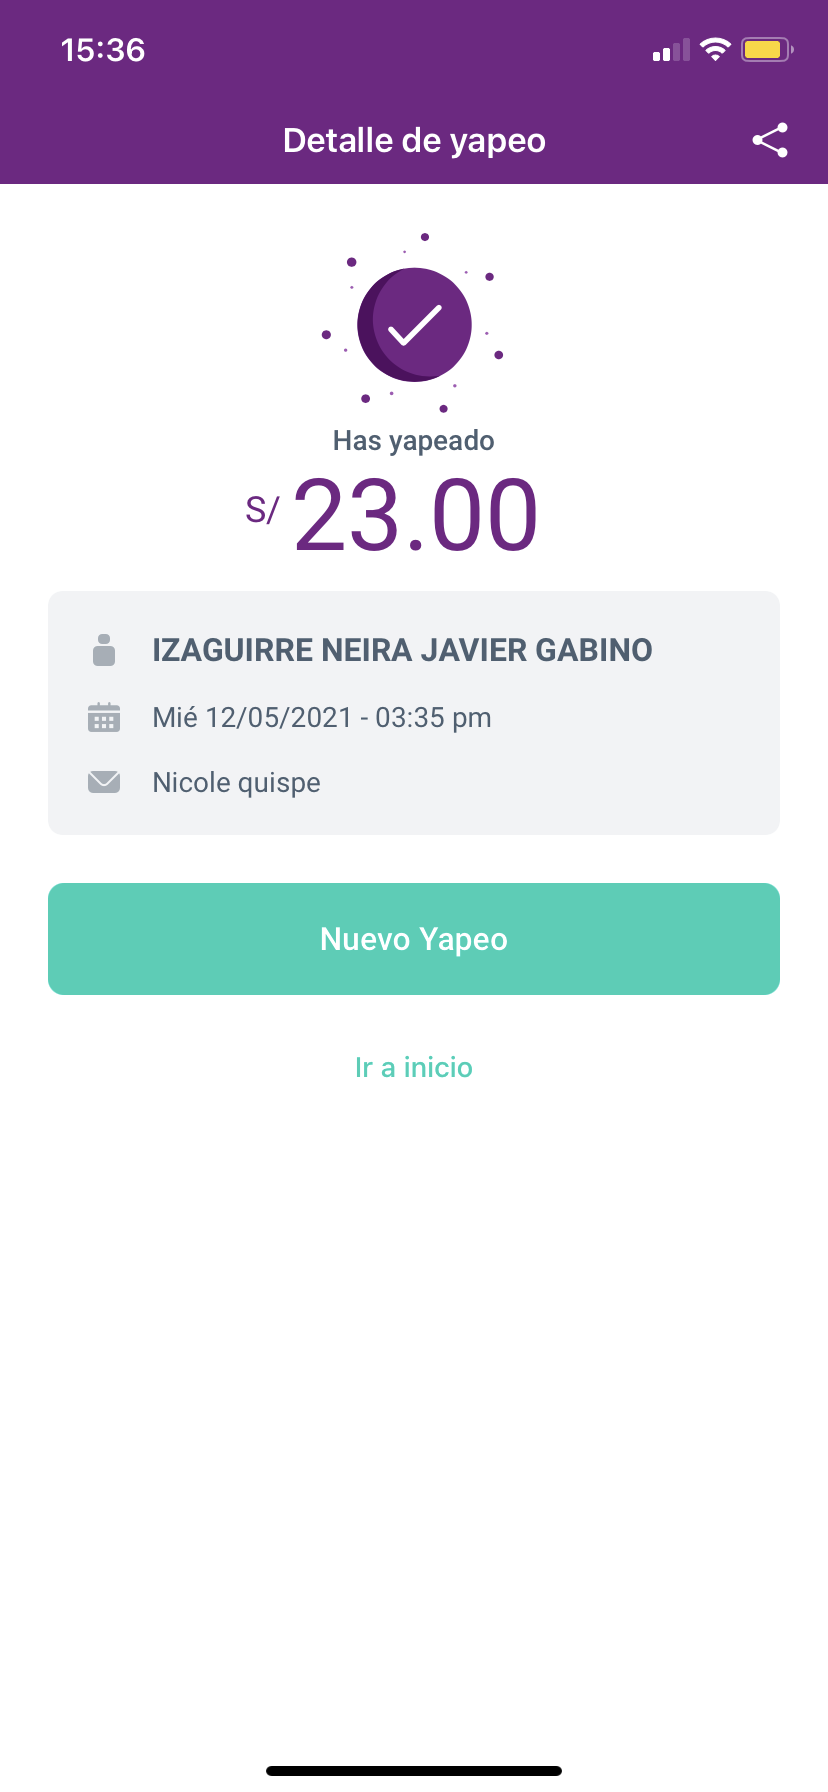 15:36
Detalle de yapeo
Has yapeado
S/ 23.00
IZAGUIRRE NEIRA JAVIER GABINO
Mié 12/05/2021 - 03:35 pm
Nicole quispe
Nuevo Yapeo
Ir a inicio